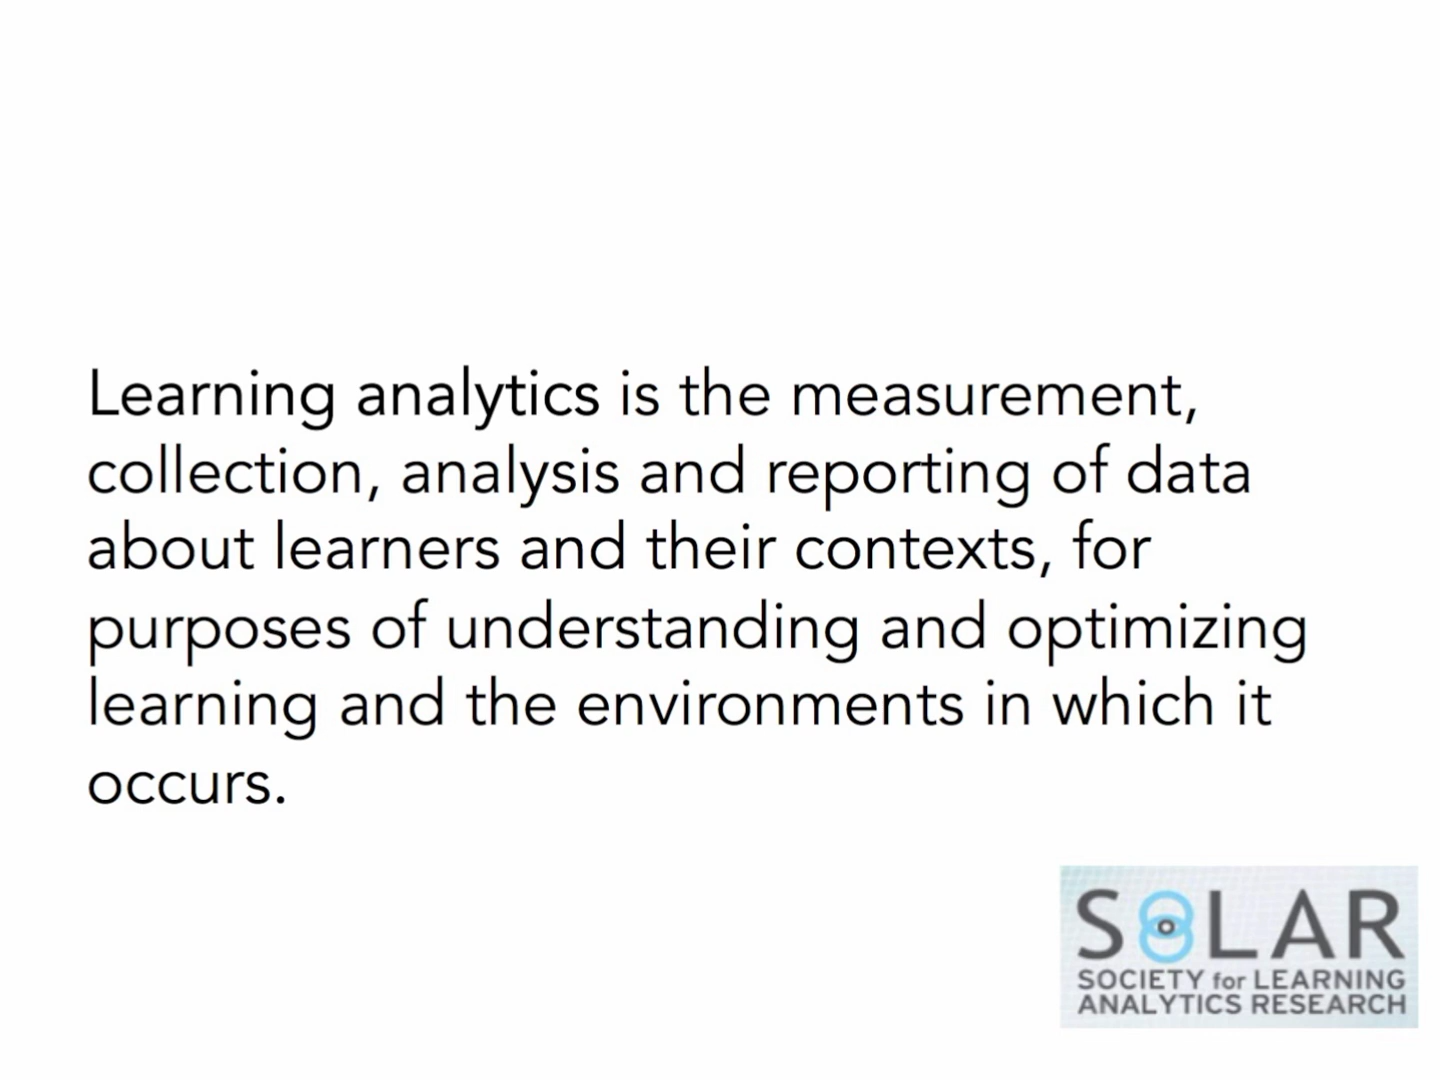 Learning analytics is the measurement,
collection, analysis and reporting of data
about learners and their contexts, for
purposes of understanding and optimizing
learning and the environments in which it
occurs.
SOLAR
SOCIETY for LEARNING
ANALYTICS RESEARCH